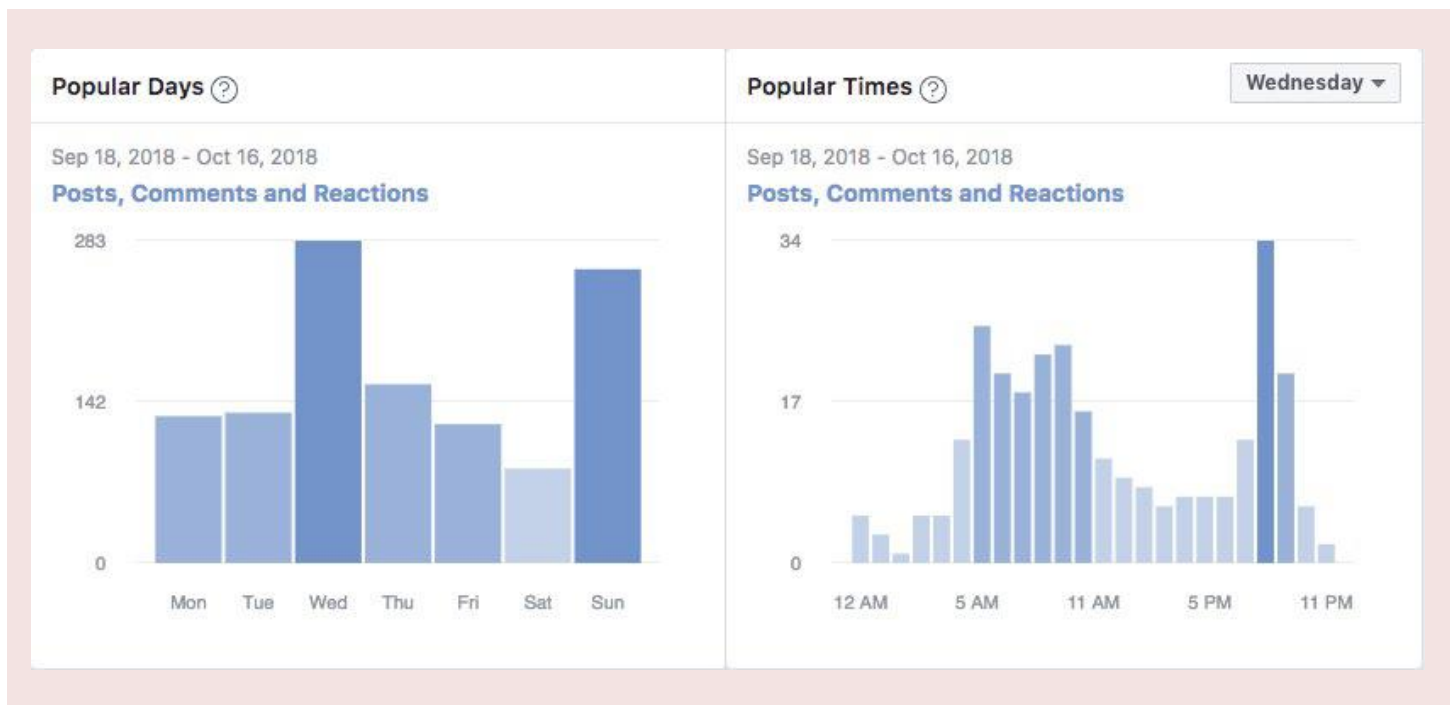 Popular Days ?
Sep 18, 2018 - Oct 16, 2018
Posts, Comments and Reactions
283
142
0
Mon Tue Wed Thu Fri Sat Sun
Popular Times ?
Wednesday
Sep 18, 2018 - Oct 16, 2018
Posts, Comments and Reactions
34
17
0
12 AM 5 AM 11 AM 5 PM 11 PM